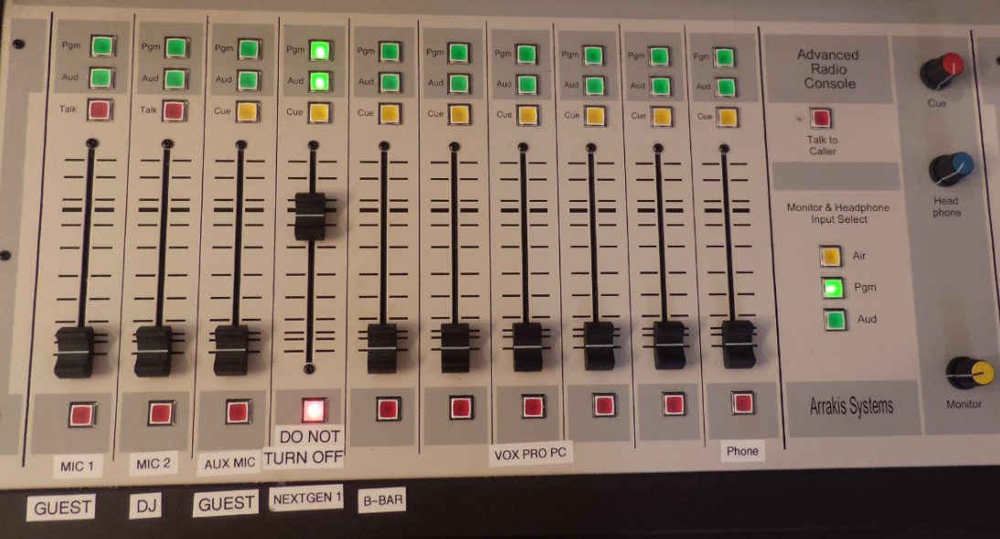 Pgm
Pgm
Pgm
Pgm
Pgm
Pgm
Pgm
Pgm
Pgm
Pgm
Aud
Aud
Aud
Aud
Aud
Aud
Aud
Aud
Aud
Aud
Talk
Talk
Cue
Cue
Cue
Cue
Cue
Cue
Cue
Cue
Advanced
Radio
Console
Talk to
Caller
Monitor & Headphone
Input Select
Air
Pgm
Aud
Arrakis Systems
Cue
Head
phone
Monitor
MIC 1
MIC 2
AUX MIC
DO NOT
TURN OFF
VOX PRO PC
Phone
GUEST
DJ
GUEST
NEXTGEN 1
B-BAR